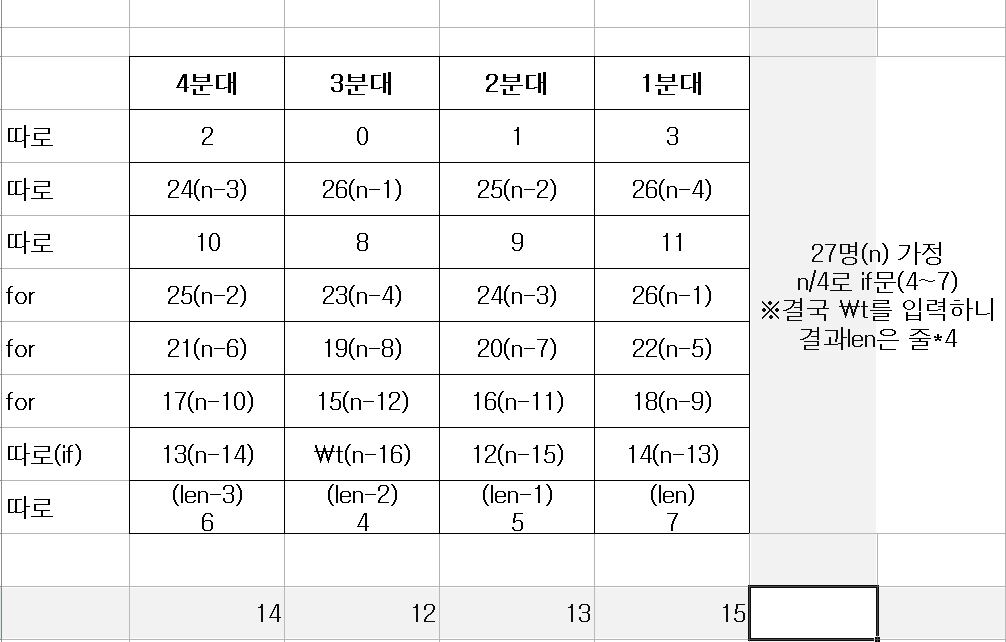 4분대 3분대 2분대 1분대
따로 2 0 1 3
따로 24(n-3) 26(n-1) 25(n-2) 26(n-4)
따로 10 8 9 11
for 25(n-2) 23(n-4) 24(n-3) 26(n-1)
for 21(n-6) 19(n-8) 20(n-7) 22(n-5)
for 17(n-10) 15(n-12) 16(n-11) 18(n-9)
따로(if) 13(n-14) ₩t(n-16) 12(n-15) 14(n-13)
따로 (len-3) (len-2) (len-1) (len)
6 4 5 7
27명(n) 가정
n/4로 if문(4~7)
※결국 ₩t를 입력하니
결과len은 줄*4
14 12 13 15